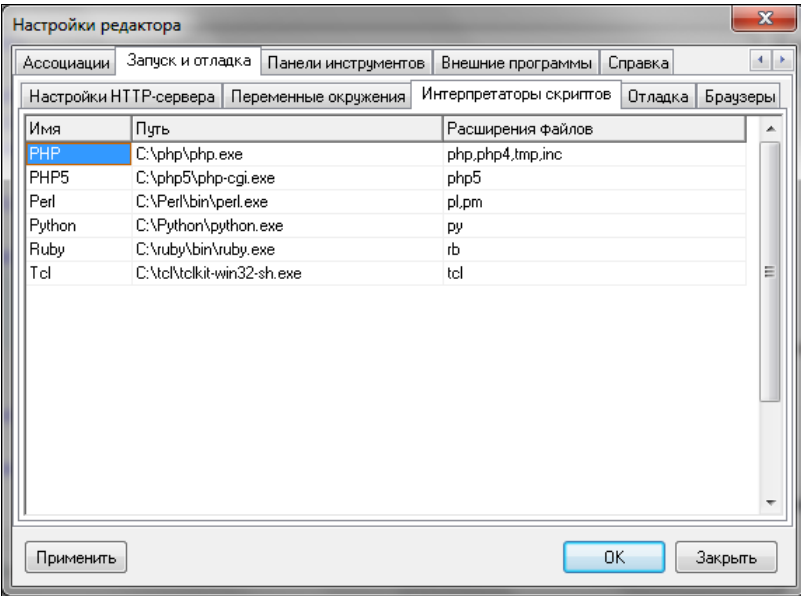 Настройки редактора
Ассоциации Запуск и отладка Панели инструментов Внешние программы Справка
Настройки HTTP-сервера Переменные окружения Интерпретаторы скриптов Отладка Браузеры
Имя Путь Расширения файлов
PHP C:\php\php.exe php,php4,tmp,inc
PHP5 C:\php5\php-cgi.exe php5
Perl C:\Perl\bin\perl.exe pl,pm
Python C:\Python\python.exe py
Ruby C:\ruby\bin\ruby.exe rb
Tcl C:\tcl\tclkit-win32-sh.exe tcl
Применить OK Закрыть